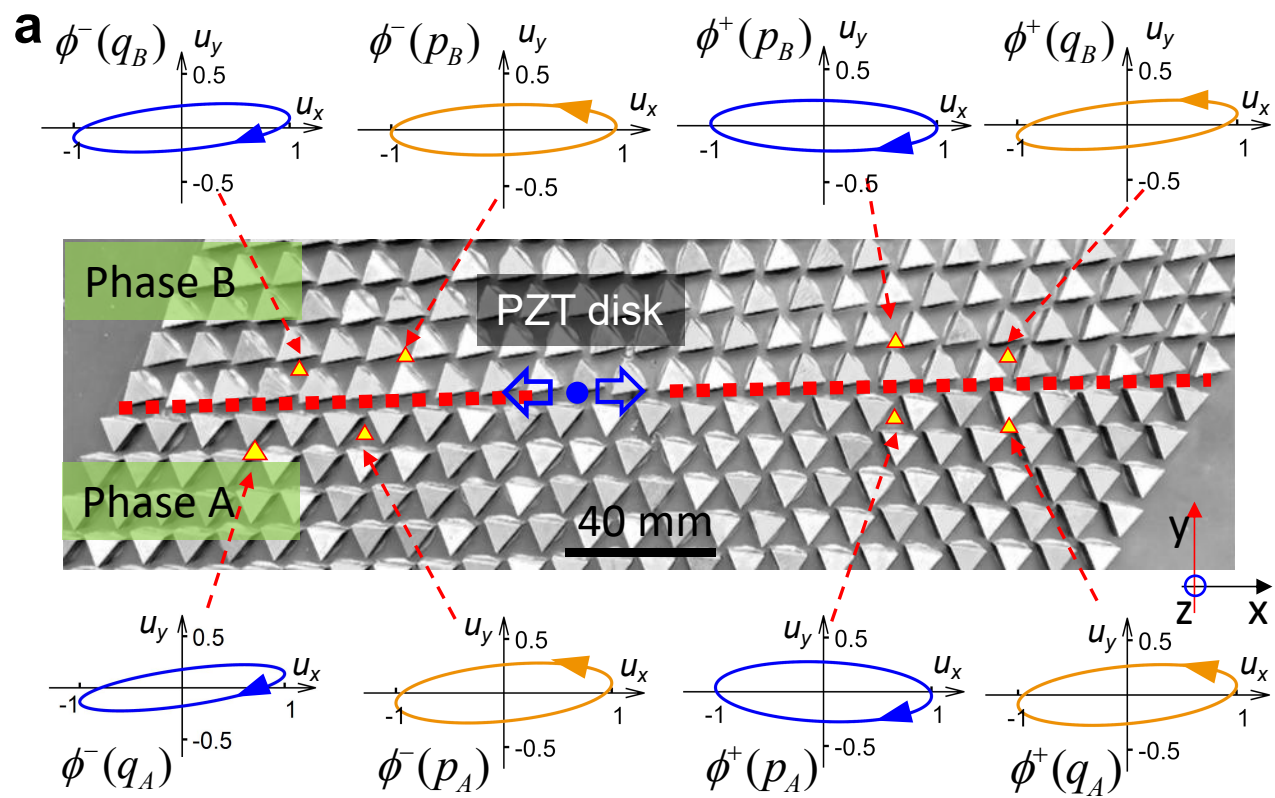 a
ϕ⁻(q_B) u_y 0.5 u_x -1 1 -0.5
ϕ⁻(p_B) u_y 0.5 u_x -1 1 -0.5
ϕ⁺(p_B) u_y 0.5 u_x -1 1 -0.5
ϕ⁺(q_B) u_y 0.5 u_x -1 1 -0.5
Phase B
PZT disk
Phase A
40 mm
y
z x
u_y 0.5 u_x -1 1 -0.5 ϕ⁻(q_A)
u_y 0.5 u_x -1 1 -0.5 ϕ⁻(p_A)
u_y 0.5 u_x -1 1 -0.5 ϕ⁺(p_A)
u_y 0.5 u_x -1 1 -0.5 ϕ⁺(q_A)